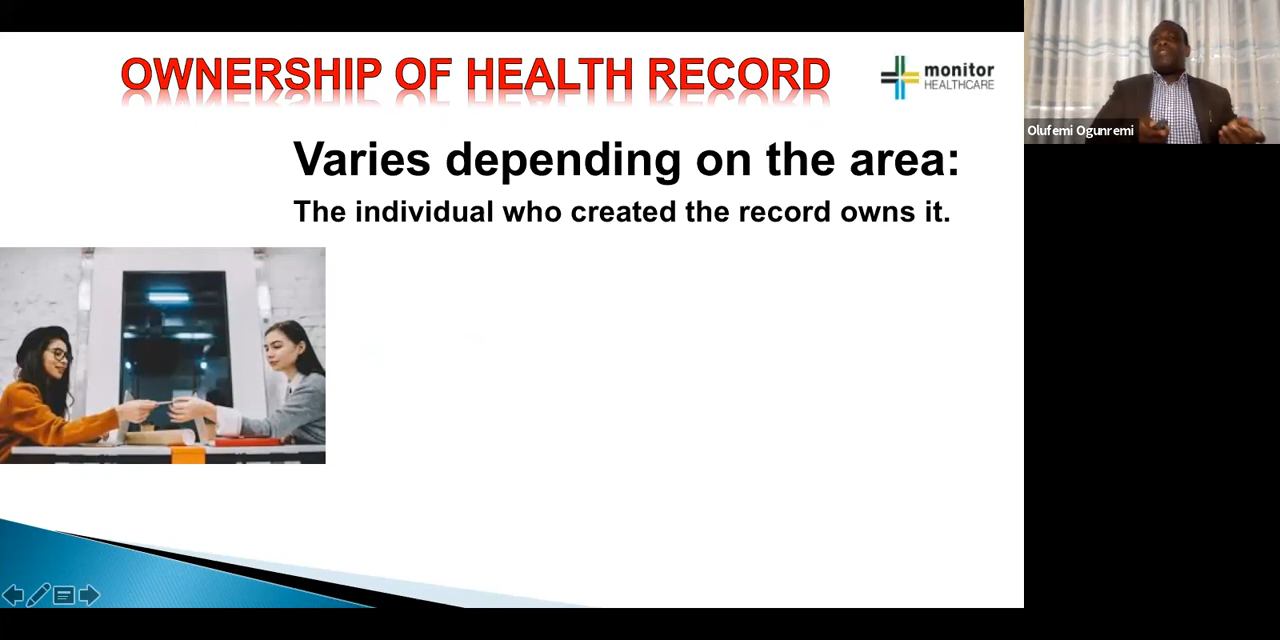 OWNERSHIP OF HEALTH RECORD
monitor
HEALTHCARE
Olufemi Ogunremi
Varies depending on the area:
The individual who created the record owns it.